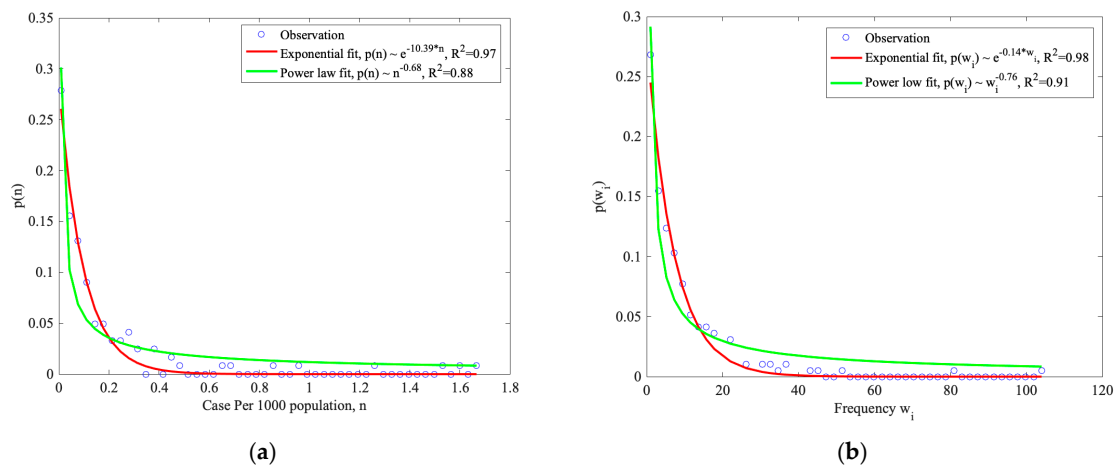 0.35
0.3
0.25
0.2
0.15
0.1
0.05
0
p(n)
Observation
Exponential fit, p(n) ~ e^-10.39*n, R²=0.97
Power law fit, p(n) ~ n^-0.68, R²=0.88
0 0.2 0.4 0.6 0.8 1 1.2 1.4 1.6 1.8
Case Per 1000 population, n
(a)
0.3
0.25
0.2
0.15
0.1
0.05
0
p(w_i)
Observation
Exponential fit, p(w_i) ~ e^-0.14*w_i, R²=0.98
Power low fit, p(w_i) ~ w_i^-0.76, R²=0.91
0 20 40 60 80 100 120
Frequency w_i
(b)